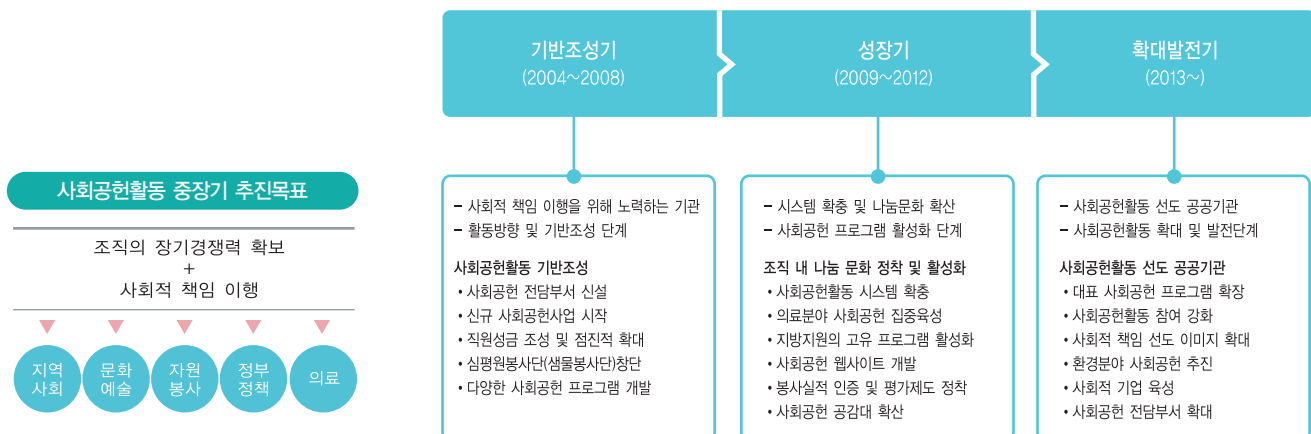 사회공헌활동 중장기 추진목표
조직의 장기경쟁력 확보
+
사회적 책임 이행
지역
사회
문화
예술
자원
봉사
정부
정책
의료
기반조성기
(2004~2008)
– 사회적 책임 이행을 위해 노력하는 기관
– 활동방향 및 기반조성 단계
사회공헌활동 기반조성
• 사회공헌 전담부서 신설
• 신규 사회공헌사업 시작
• 직원성금 조성 및 점진적 확대
• 심평원봉사단(샘물봉사단)창단
• 다양한 사회공헌 프로그램 개발
성장기
(2009~2012)
– 시스템 확충 및 나눔문화 확산
– 사회공헌 프로그램 활성화 단계
조직 내 나눔 문화 정착 및 활성화
• 사회공헌활동 시스템 확충
• 의료분야 사회공헌 집중육성
• 지방지원의 고유 프로그램 활성화
• 사회공헌 웹사이트 개발
• 봉사실적 인증 및 평가제도 정착
• 사회공헌 공감대 확산
확대발전기
(2013~)
– 사회공헌활동 선도 공공기관
– 사회공헌활동 확대 및 발전단계
사회공헌활동 선도 공공기관
• 대표 사회공헌 프로그램 확장
• 사회공헌활동 참여 강화
• 사회적 책임 선도 이미지 확대
• 환경분야 사회공헌 추진
• 사회적 기업 육성
• 사회공헌 전담부서 확대